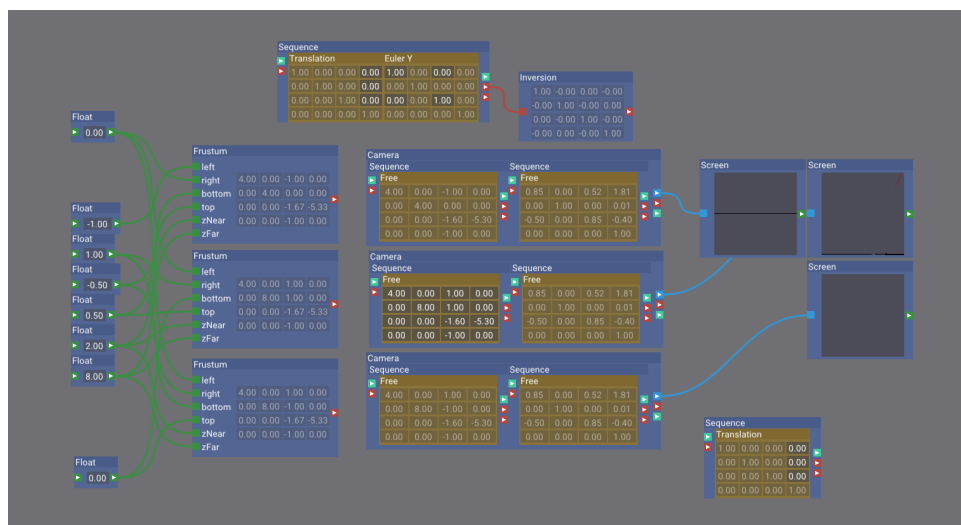 Sequence
Translation Euler Y
1.00 0.00 0.00 0.00 1.00 0.00 0.00 0.00
0.00 1.00 0.00 0.00 0.00 1.00 0.00 0.00
0.00 0.00 1.00 0.00 0.00 0.00 1.00 0.00
0.00 0.00 0.00 1.00 0.00 0.00 0.00 1.00
Inversion
1.00 -0.00 0.00 -0.00
-0.00 1.00 -0.00 0.00
0.00 -0.00 1.00 -0.00
-0.00 0.00 -0.00 1.00
Float
0.00
Float
-1.00
Float
1.00
Float
-0.50
Float
0.50
Float
2.00
Float
8.00
Float
0.00
Frustum
left
right 4.00 0.00 -1.00 0.00
bottom 0.00 4.00 0.00 0.00
top 0.00 0.00 -1.67 -5.33
zNear 0.00 0.00 -1.00 0.00
zFar
Frustum
left
right 4.00 0.00 1.00 0.00
bottom 0.00 8.00 1.00 0.00
top 0.00 0.00 -1.67 -5.33
zNear 0.00 0.00 -1.00 0.00
zFar
Frustum
left
right 4.00 0.00 1.00 0.00
bottom 0.00 8.00 -1.00 0.00
top 0.00 0.00 -1.67 -5.33
zNear 0.00 0.00 -1.00 0.00
zFar
Camera
Sequence Sequence
Free Free
4.00 0.00 -1.00 0.00 0.85 0.00 0.52 1.81
0.00 4.00 0.00 0.00 0.00 1.00 0.00 0.01
0.00 0.00 -1.60 -5.30 -0.50 0.00 0.85 -0.40
0.00 0.00 -1.00 0.00 0.00 0.00 0.00 1.00
Camera
Sequence Sequence
Free Free
4.00 0.00 1.00 0.00 0.85 0.00 0.52 1.81
0.00 8.00 1.00 0.00 0.00 1.00 0.00 0.01
0.00 0.00 -1.60 -5.30 -0.50 0.00 0.85 -0.40
0.00 0.00 -1.00 0.00 0.00 0.00 0.00 1.00
Camera
Sequence Sequence
Free Free
4.00 0.00 1.00 0.00 0.85 0.00 0.52 1.81
0.00 8.00 -1.00 0.00 0.00 1.00 0.00 0.01
0.00 0.00 -1.60 -5.30 -0.50 0.00 0.85 -0.40
0.00 0.00 -1.00 0.00 0.00 0.00 0.00 1.00
Screen
Screen
Screen
Sequence
Translation
1.00 0.00 0.00 0.00
0.00 1.00 0.00 0.00
0.00 0.00 1.00 0.00
0.00 0.00 0.00 1.00